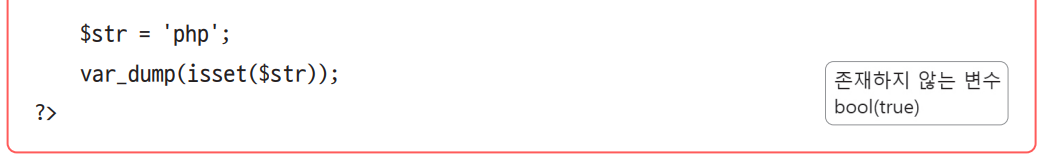 $str = 'php';
var_dump(isset($str));
?>
존재하지 않는 변수
bool(true)